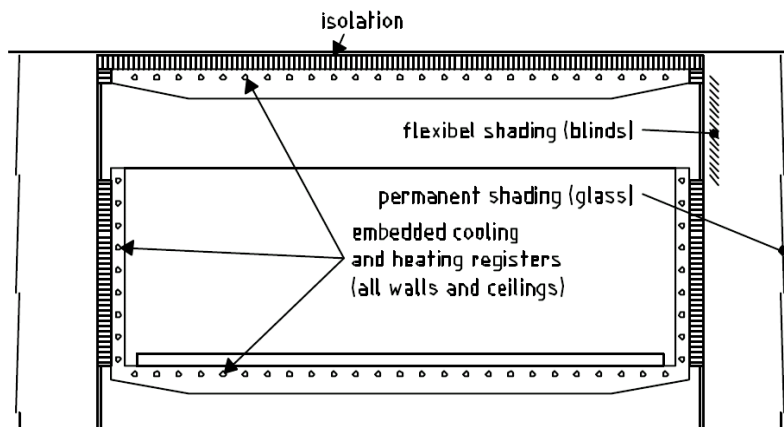 isolation
flexibel shading (blinds)
permanent shading (glass)
embedded cooling
and heating registers
(all walls and ceilings)